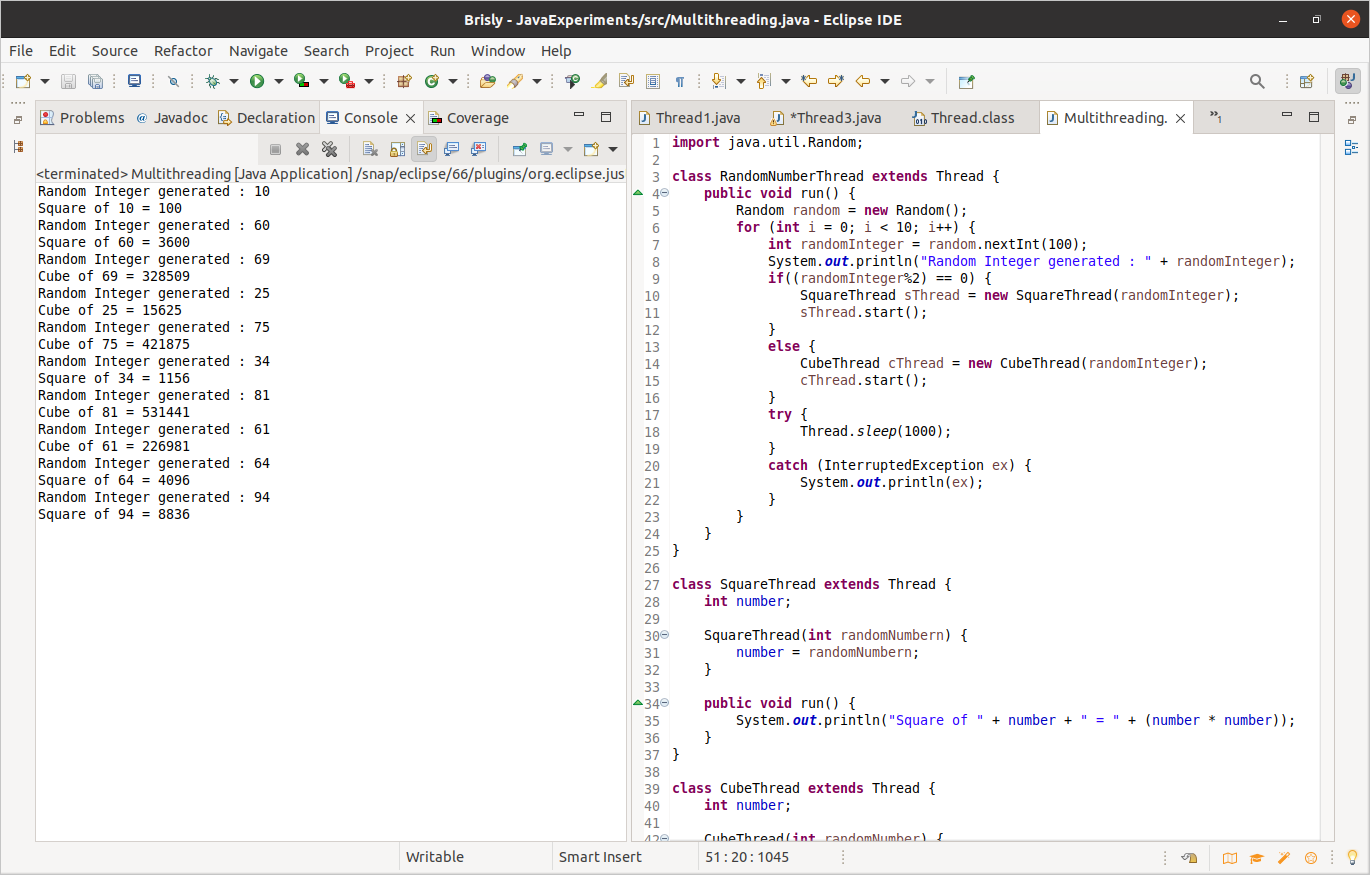 Brisly - JavaExperiments/src/Multithreading.java - Eclipse IDE
File Edit Source Refactor Navigate Search Project Run Window Help
Problems @ Javadoc Declaration Console Coverage
<terminated> Multithreading [Java Application] /snap/eclipse/66/plugins/org.eclipse.jus
Random Integer generated : 10
Square of 10 = 100
Random Integer generated : 60
Square of 60 = 3600
Random Integer generated : 69
Cube of 69 = 328509
Random Integer generated : 25
Cube of 25 = 15625
Random Integer generated : 75
Cube of 75 = 421875
Random Integer generated : 34
Square of 34 = 1156
Random Integer generated : 81
Cube of 81 = 531441
Random Integer generated : 61
Cube of 61 = 226981
Random Integer generated : 64
Square of 64 = 4096
Random Integer generated : 94
Square of 94 = 8836
Thread1.java *Thread3.java Thread.class Multithreading. »1
1 import java.util.Random;
2
3 class RandomNumberThread extends Thread {
4 public void run() {
5 Random random = new Random();
6 for (int i = 0; i < 10; i++) {
7 int randomInteger = random.nextInt(100);
8 System.out.println("Random Integer generated : " + randomInteger);
9 if((randomInteger%2) == 0) {
10 SquareThread sThread = new SquareThread(randomInteger);
11 sThread.start();
12 }
13 else {
14 CubeThread cThread = new CubeThread(randomInteger);
15 cThread.start();
16 }
17 try {
18 Thread.sleep(1000);
19 }
20 catch (InterruptedException ex) {
21 System.out.println(ex);
22 }
23 }
24 }
25 }
26
27 class SquareThread extends Thread {
28 int number;
29
30 SquareThread(int randomNumbern) {
31 number = randomNumbern;
32 }
33
34 public void run() {
35 System.out.println("Square of " + number + " = " + (number * number));
36 }
37 }
38
39 class CubeThread extends Thread {
40 int number;
41
42 CubeThread(int randomNumber) {
Writable Smart Insert 51 : 20 : 1045